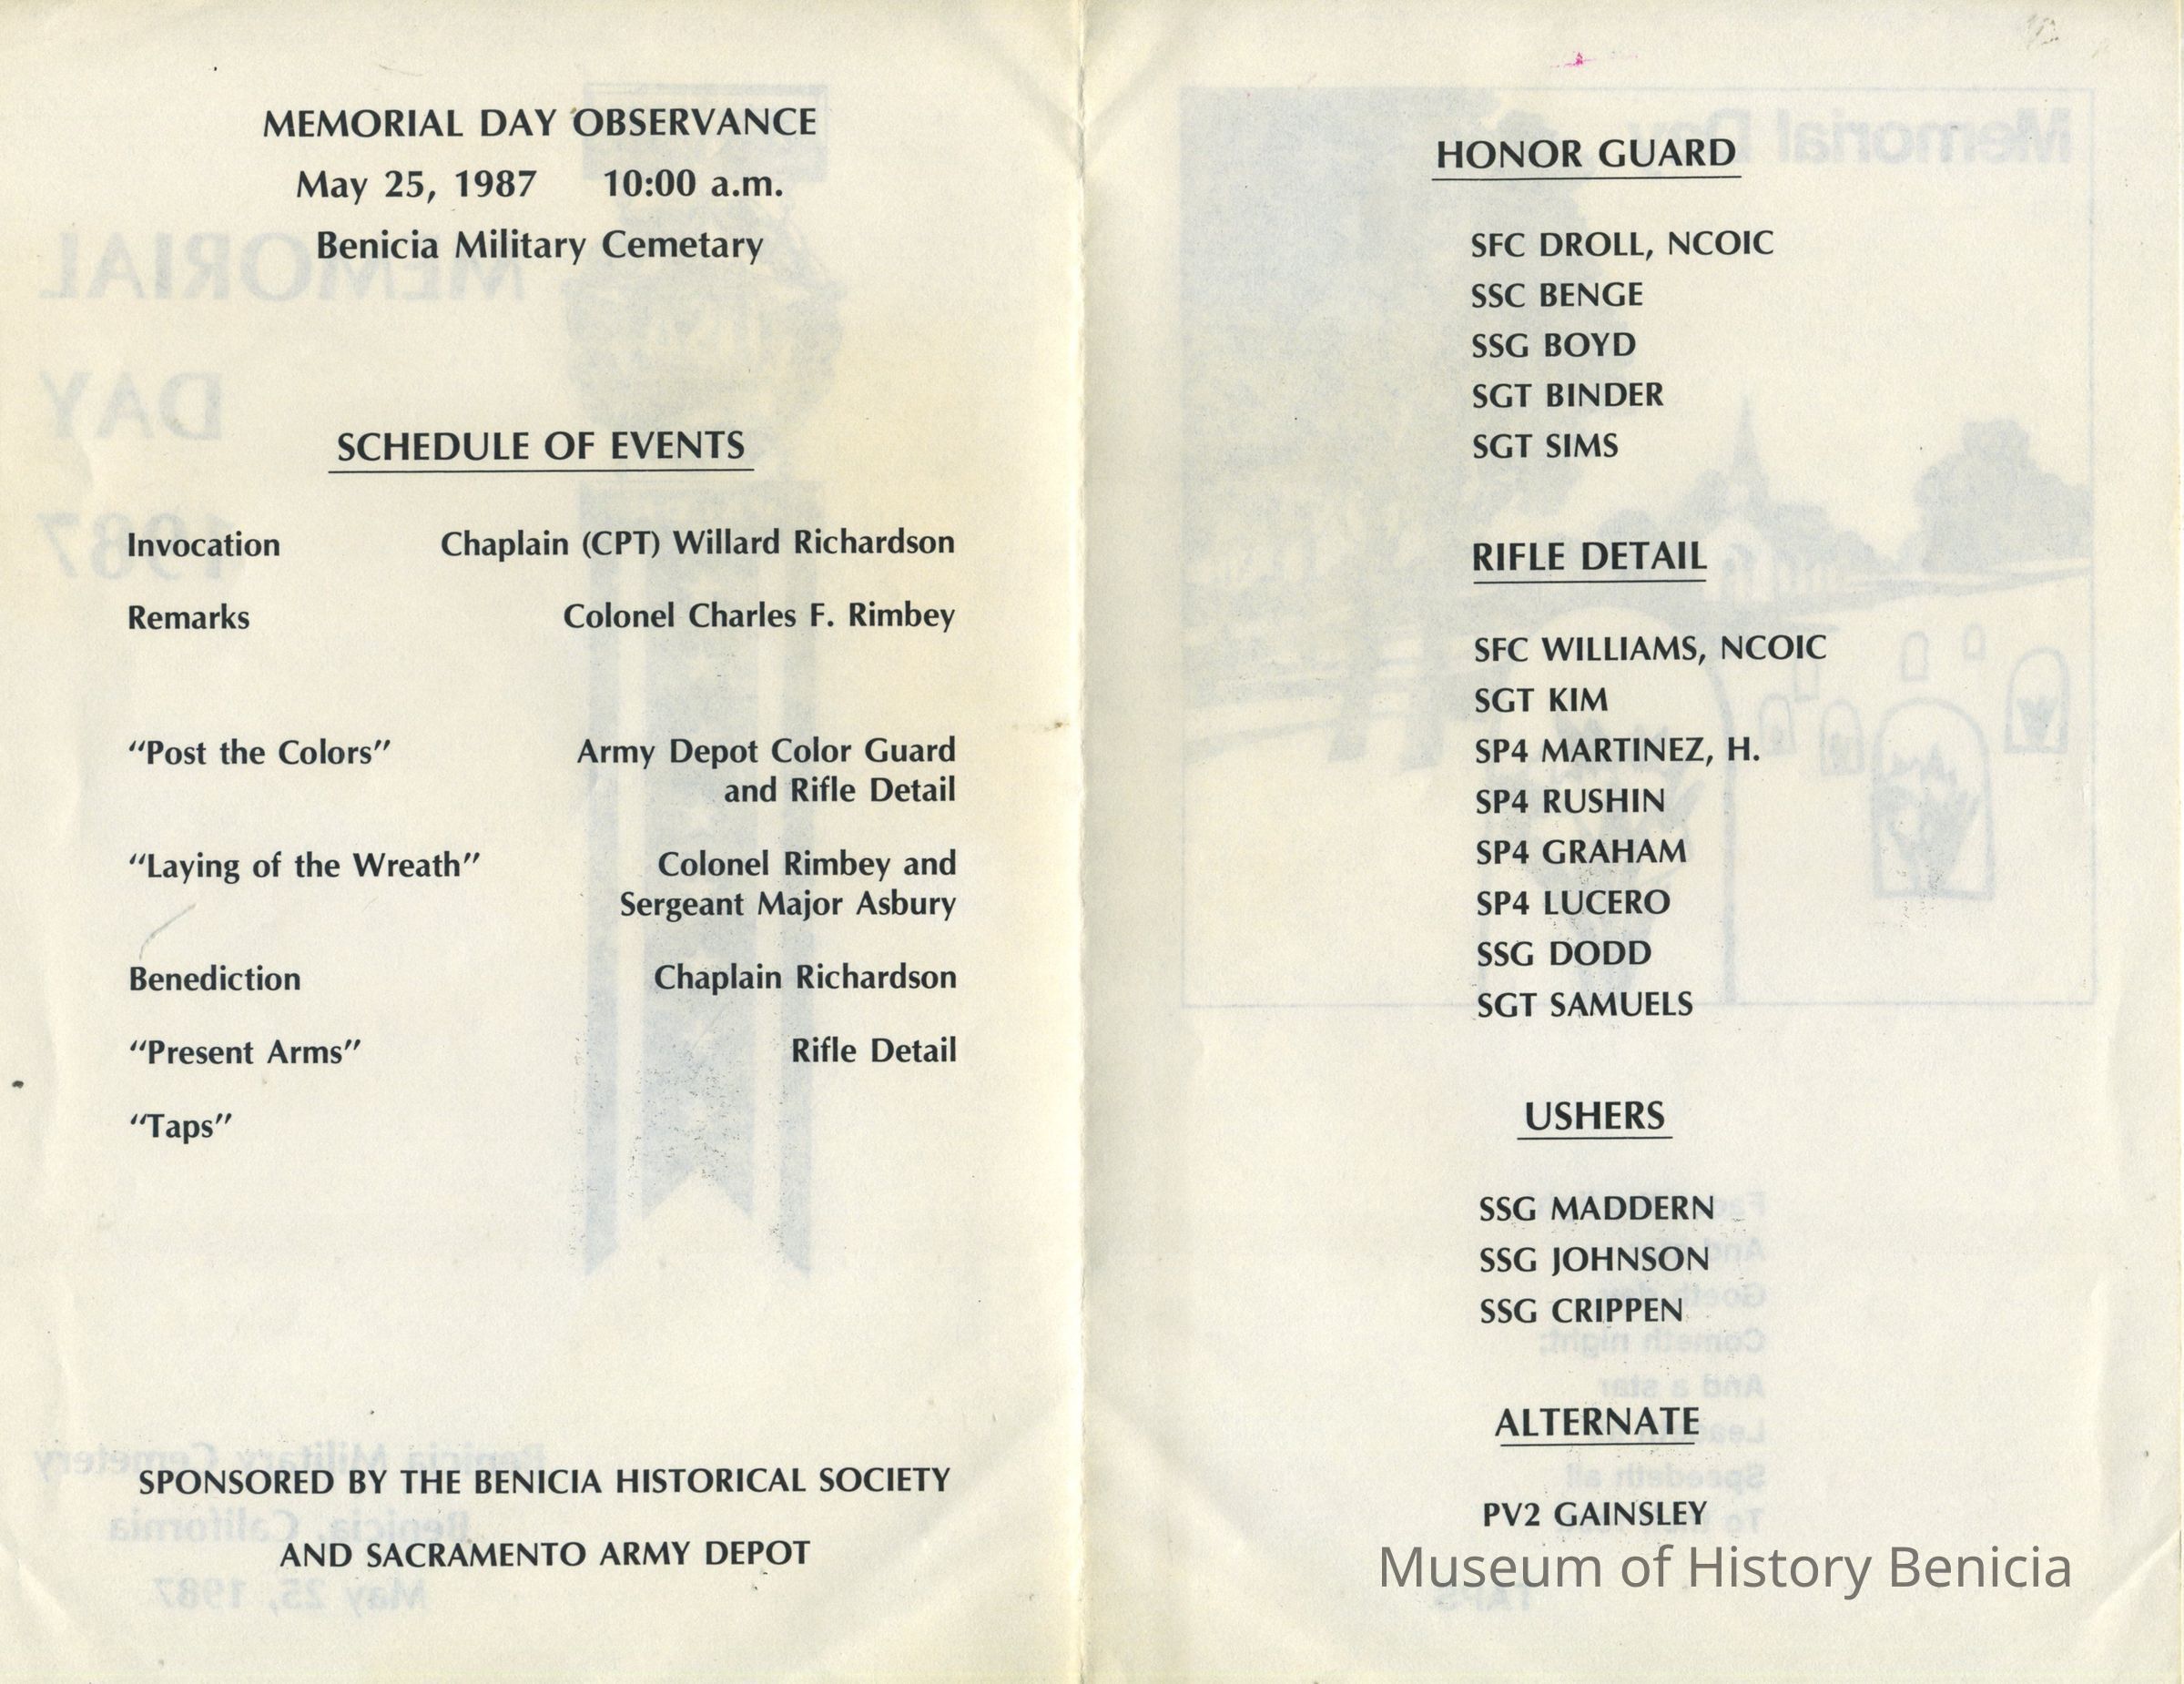 MEMORIAL DAY OBSERVANCE
May 25, 1987 10:00 a.m.
Benicia Military Cemetary
SCHEDULE OF EVENTS
Invocation Chaplain (CPT) Willard Richardson
Remarks Colonel Charles F. Rimbey
“Post the Colors” Army Depot Color Guard
and Rifle Detail
“Laying of the Wreath” Colonel Rimbey and
Sergeant Major Asbury
Benediction Chaplain Richardson
“Present Arms” Rifle Detail
“Taps”
SPONSORED BY THE BENICIA HISTORICAL SOCIETY
AND SACRAMENTO ARMY DEPOT
HONOR GUARD
SFC DROLL, NCOIC
SSC BENGE
SSG BOYD
SGT BINDER
SGT SIMS
RIFLE DETAIL
SFC WILLIAMS, NCOIC
SGT KIM
SP4 MARTINEZ, H.
SP4 RUSHIN
SP4 GRAHAM
SP4 LUCERO
SSG DODD
SGT SAMUELS
USHERS
SSG MADDERN
SSG JOHNSON
SSG CRIPPEN
ALTERNATE
PV2 GAINSLEY
Museum of History Benicia